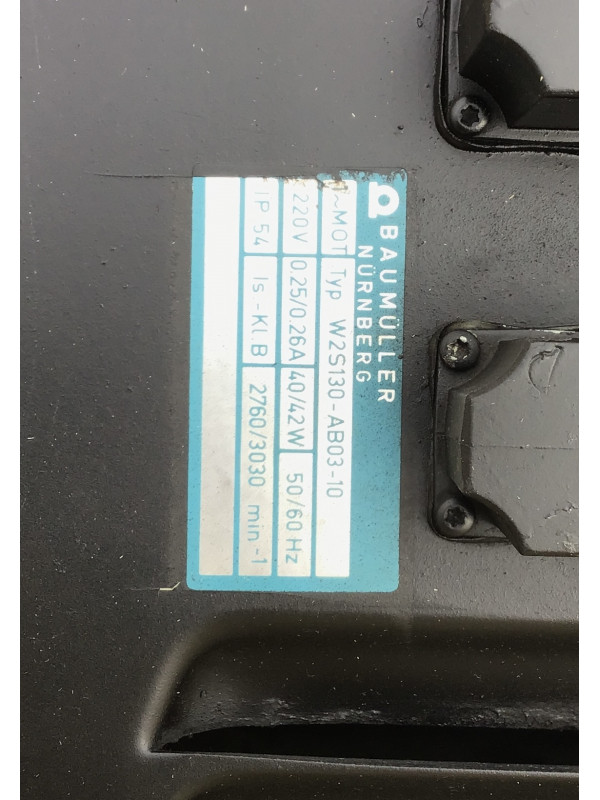 BAUMÜLLER
NÜRNBERG
~MOT Typ W2S130-AB03-10
220V 0.25/0.26A 40/42W 50/60 Hz
IP 54 Is-Kl.B 2760/3030 min-1